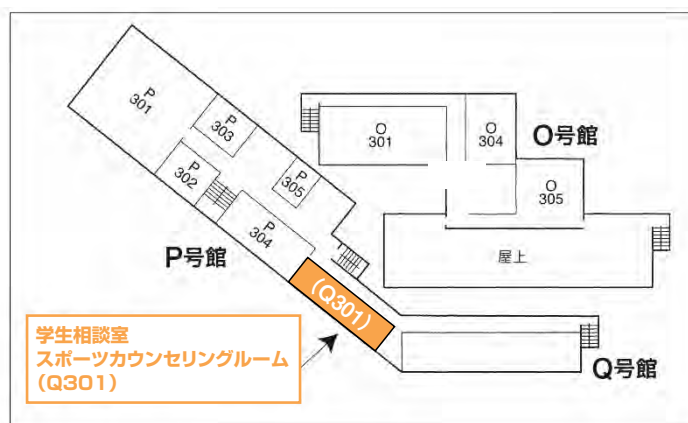 P
301
P
303
P
302
P
305
P
304
P号館
(Q301)
学生相談室
スポーツカウンセリングルーム
(Q301)
O
301
O
304
O号館
O
305
屋上
Q号館